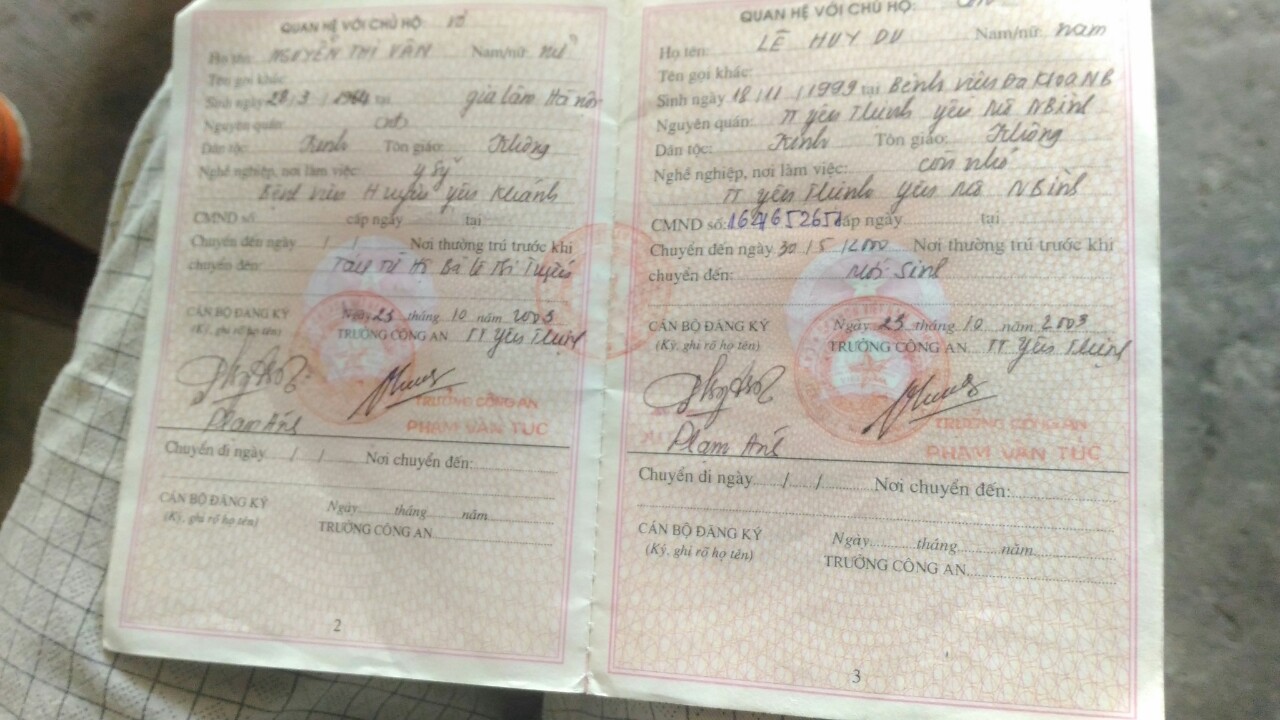 QUAN HỆ VỚI CHỦ HỘ: Vợ
Họ tên: NGUYỄN THỊ VÂN Nam/nữ: nữ
Tên gọi khác:
Sinh ngày 28/3/1964 tại gia lâm Hà nội
Nguyên quán:
Dân tộc: Kinh Tôn giáo: Không
Nghề nghiệp, nơi làm việc: y sỹ
Bệnh viện Huyện yên Khánh
CMND số: cấp ngày tại
Chuyển đến ngày / / Nơi thường trú trước khi
chuyển đến: Tách Từ Hộ Bà lê thị Tuyến
CÁN BỘ ĐĂNG KÝ Ngày 23 tháng 10 năm 2003
(Ký, ghi rõ họ tên) TRƯỞNG CÔNG AN TT yên Thịnh
TRƯỞNG CÔNG AN
Phạm PHẠM VĂN TÚC
Chuyển đi ngày / / Nơi chuyển đến:
CÁN BỘ ĐĂNG KÝ Ngày tháng năm
(Ký, ghi rõ họ tên) TRƯỞNG CÔNG AN
2
QUAN HỆ VỚI CHỦ HỘ: Con
Họ tên: LÊ HUY DU Nam/nữ: nam
Tên gọi khác:
Sinh ngày 18/11/1999 tại Bệnh viện Đa Khoa NB
Nguyên quán: TT yên Thịnh yên Mô NBình
Dân tộc: Kinh Tôn giáo: Không
Nghề nghiệp, nơi làm việc: còn nhỏ
TT yên Thịnh yên Mô NBình
CMND số: 164652651 cấp ngày tại
Chuyển đến ngày 30/5/2000 Nơi thường trú trước khi
chuyển đến: Mới Sinh
CÁN BỘ ĐĂNG KÝ Ngày 23 tháng 10 năm 2003
(Ký, ghi rõ họ tên) TRƯỞNG CÔNG AN TT yên Thịnh
TRƯỞNG CÔNG AN
Phạm PHẠM VĂN TÚC
Chuyển đi ngày / / Nơi chuyển đến:
CÁN BỘ ĐĂNG KÝ Ngày tháng năm
(Ký, ghi rõ họ tên) TRƯỞNG CÔNG AN
3